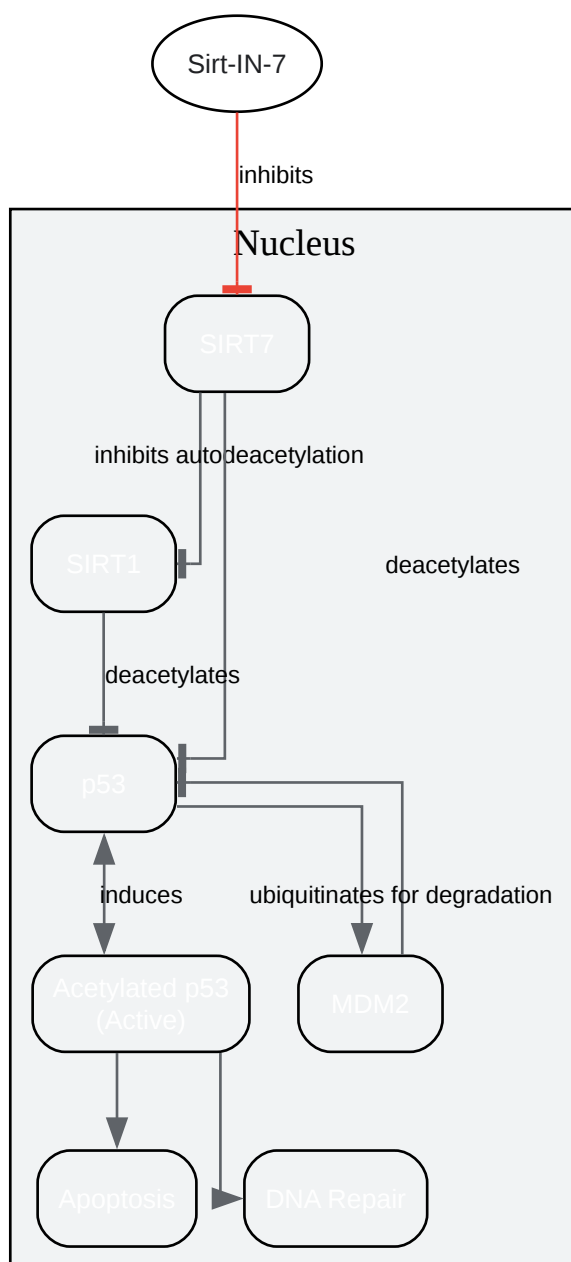 Sirt-IN-7
inhibits
Nucleus
SIRT7
inhibits autodeacetylation
SIRT1
deacetylates
deacetylates
p53
induces
ubiquitinates for degradation
Acetylated p53
(Active)
MDM2
Apoptosis
DNA Repair